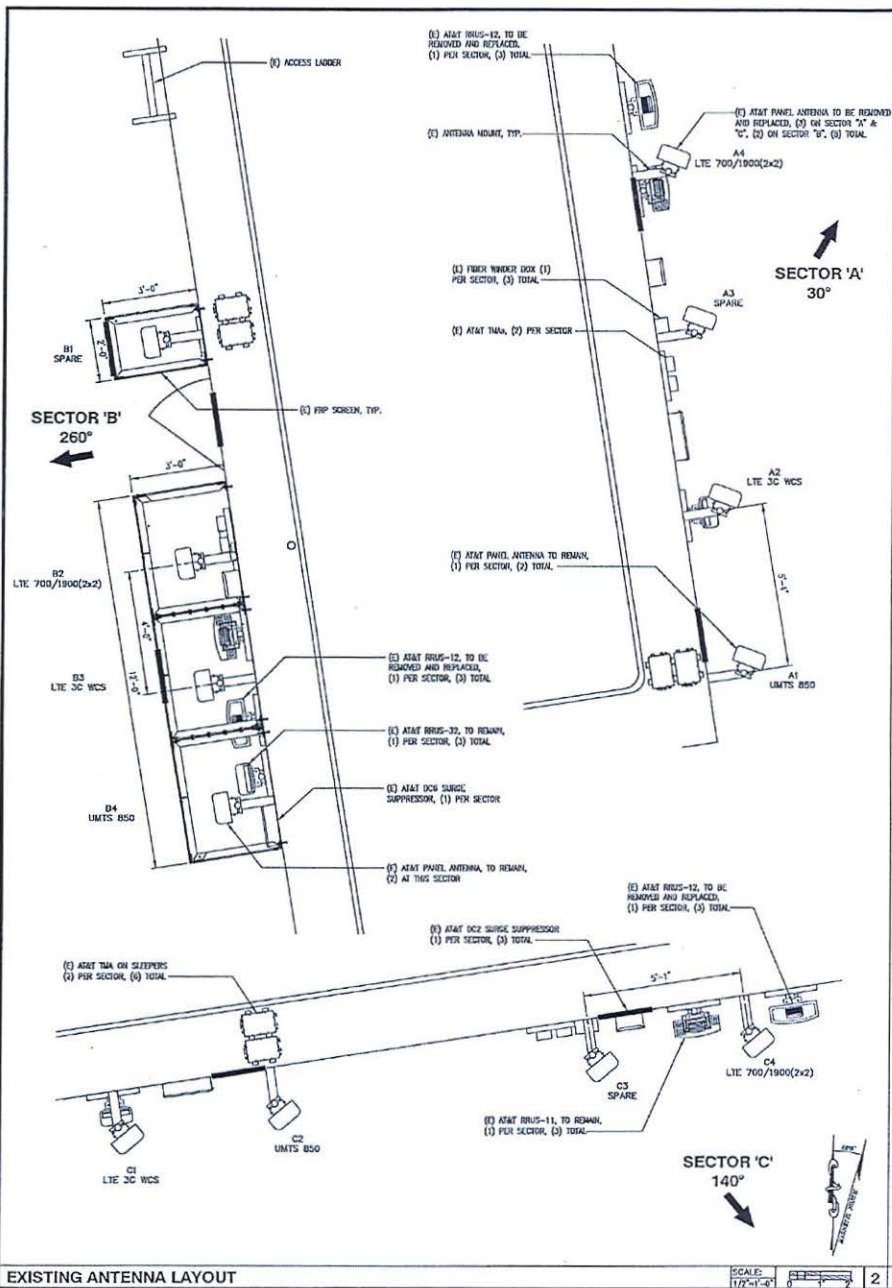 (E) ACCESS LADDER
3'-0"
2'-0"
B1
SPARE
SECTOR 'B'
260°
(E) FRP SCREEN, TYP.
3'-0"
B2
LTE 700/1900(2x2)
4'-0"
12'-0"
B3
LTE 3C WCS
B4
UMTS 850
(E) AT&T RRUS-12, TO BE
REMOVED AND REPLACED,
(1) PER SECTOR, (3) TOTAL
(E) AT&T RRUS-32, TO REMAIN,
(1) PER SECTOR, (3) TOTAL
(E) AT&T DC6 SURGE
SUPPRESSOR, (1) PER SECTOR
(E) AT&T PANEL ANTENNA, TO REMAIN,
(2) AT THIS SECTOR
(E) AT&T RRUS-12, TO BE
REMOVED AND REPLACED,
(1) PER SECTOR, (3) TOTAL
(E) AT&T PANEL ANTENNA TO BE REMOVED
AND REPLACED, (3) ON SECTOR "A" &
"C", (2) ON SECTOR "B", (8) TOTAL
(E) ANTENNA MOUNT, TYP.
A4
LTE 700/1900(2x2)
SECTOR 'A'
30°
(E) FIBER WINDER BOX (1)
PER SECTOR, (3) TOTAL
A3
SPARE
(E) AT&T TMAs, (2) PER SECTOR
A2
LTE 3C WCS
5'-1"
(E) AT&T PANEL ANTENNA TO REMAIN,
(1) PER SECTOR, (2) TOTAL
A1
UMTS 850
(E) AT&T TMA ON SLEEPERS
(2) PER SECTOR, (6) TOTAL
(E) AT&T DC2 SURGE SUPPRESSOR
(1) PER SECTOR, (3) TOTAL
(E) AT&T RRUS-12, TO BE
REMOVED AND REPLACED,
(1) PER SECTOR, (3) TOTAL
5'-1"
C4
LTE 700/1900(2x2)
C3
SPARE
(E) AT&T RRUS-11, TO REMAIN,
(1) PER SECTOR, (3) TOTAL
C2
UMTS 850
C1
LTE 3C WCS
SECTOR 'C'
140°
EXISTING ANTENNA LAYOUT
SCALE:
1/2"=1'-0"
0 1' 2'
2